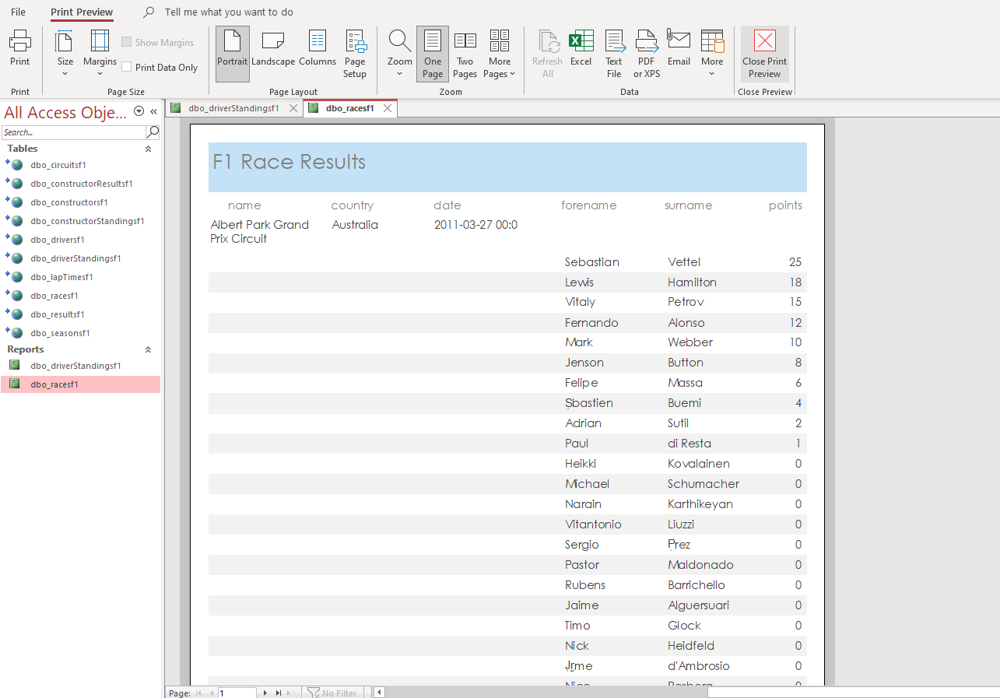 File Print Preview Tell me what you want to do
Print
Size
Margins
Show Margins
Print Data Only
Portrait Landscape Columns Page Setup
Zoom One Page Two Pages More Pages
Refresh All Excel Text File PDF or XPS Email More
Close Print Preview
Print Page Size Page Layout Zoom Data Close Preview
All Access Obje... «
Search...
Tables
dbo_circuitsf1
dbo_constructorResultsf1
dbo_constructorsf1
dbo_constructorStandingsf1
dbo_driversf1
dbo_driverStandingsf1
dbo_lapTimesf1
dbo_racesf1
dbo_resultsf1
dbo_seasonsf1
Reports
dbo_driverStandingsf1
dbo_racesf1
dbo_driverStandingsf1 dbo_racesf1
F1 Race Results
name country date forename surname points
Albert Park Grand Australia 2011-03-27 00:0
Prix Circuit
Sebastian Vettel 25
Lewis Hamilton 18
Vitaly Petrov 15
Fernando Alonso 12
Mark Webber 10
Jenson Button 8
Felipe Massa 6
Sbastien Buemi 4
Adrian Sutil 2
Paul di Resta 1
Heikki Kovalainen 0
Michael Schumacher 0
Narain Karthikeyan 0
Vitantonio Liuzzi 0
Sergio Prez 0
Pastor Maldonado 0
Rubens Barrichello 0
Jaime Alguersuari 0
Timo Glock 0
Nick Heidfeld 0
Jrme d'Ambrosio 0
Page: 1 No Filter